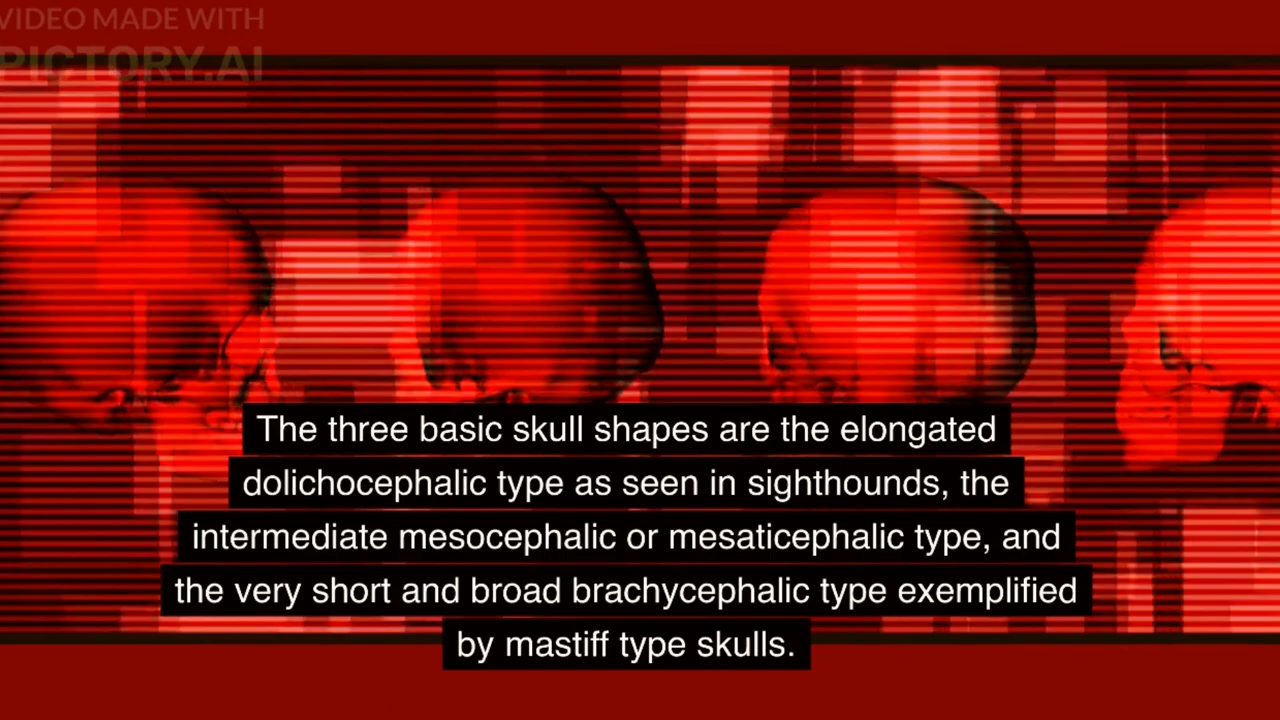 VIDEO MADE WITH
PICTORY.AI
The three basic skull shapes are the elongated
dolichocephalic type as seen in sighthounds, the
intermediate mesocephalic or mesaticephalic type, and
the very short and broad brachycephalic type exemplified
by mastiff type skulls.